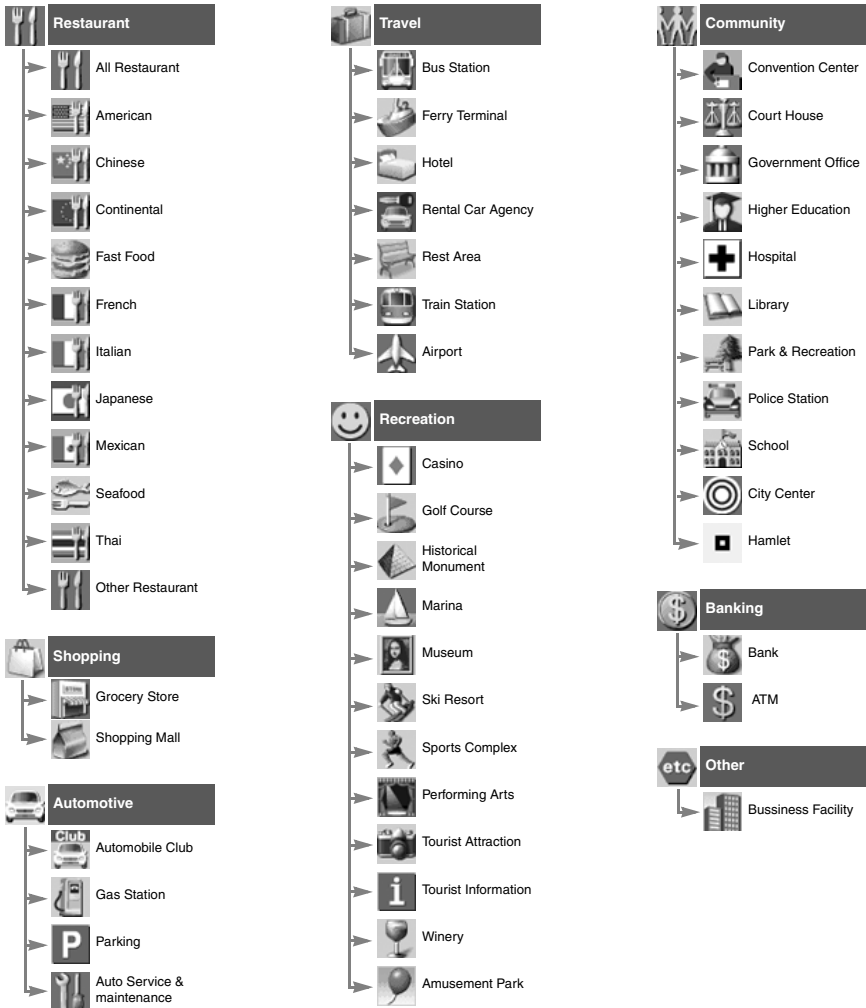 Restaurant
All Restaurant
American
Chinese
Continental
Fast Food
French
Italian
Japanese
Mexican
Seafood
Thai
Other Restaurant
Shopping
Grocery Store
Shopping Mall
Automotive
Club
Automobile Club
Gas Station
P
Parking
Auto Service &
maintenance
Travel
Bus Station
Ferry Terminal
Hotel
Rental Car Agency
Rest Area
Train Station
Airport
Recreation
Casino
Golf Course
Historical
Monument
Marina
Museum
Ski Resort
Sports Complex
Performing Arts
Tourist Attraction
i
Tourist Information
Winery
Amusement Park
Community
Convention Center
Court House
Government Office
Higher Education
Hospital
Library
Park & Recreation
Police Station
School
City Center
Hamlet
$
Banking
$
Bank
$
ATM
etc
Other
Bussiness Facility